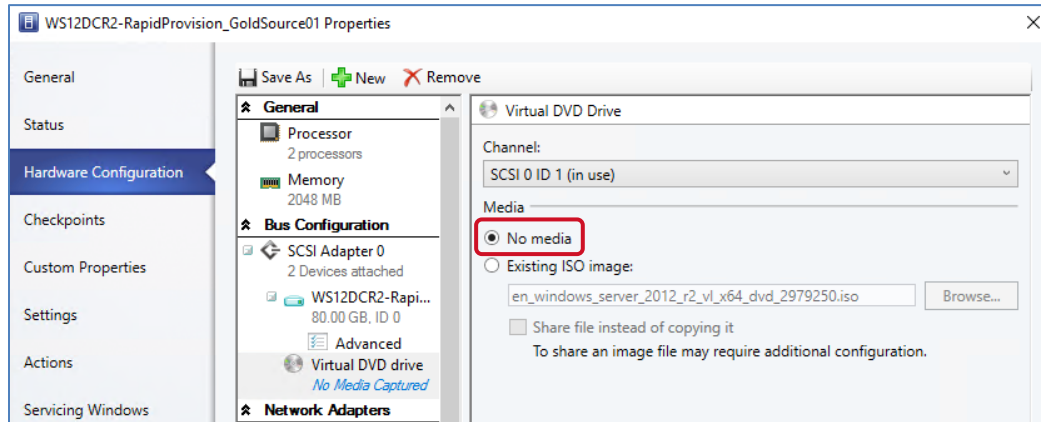 WS12DCR2-RapidProvision_GoldSource01 Properties
General
Status
Hardware Configuration
Checkpoints
Custom Properties
Settings
Actions
Servicing Windows
Save As New Remove
General
Processor
2 processors
Memory
2048 MB
Bus Configuration
SCSI Adapter 0
2 Devices attached
WS12DCR2-Rapi...
80.00 GB, ID 0
Advanced
Virtual DVD drive
No Media Captured
Network Adapters
Virtual DVD Drive
Channel:
SCSI 0 ID 1 (in use)
Media
No media
Existing ISO image:
en_windows_server_2012_r2_vl_x64_dvd_2979250.iso Browse...
Share file instead of copying it
To share an image file may require additional configuration.